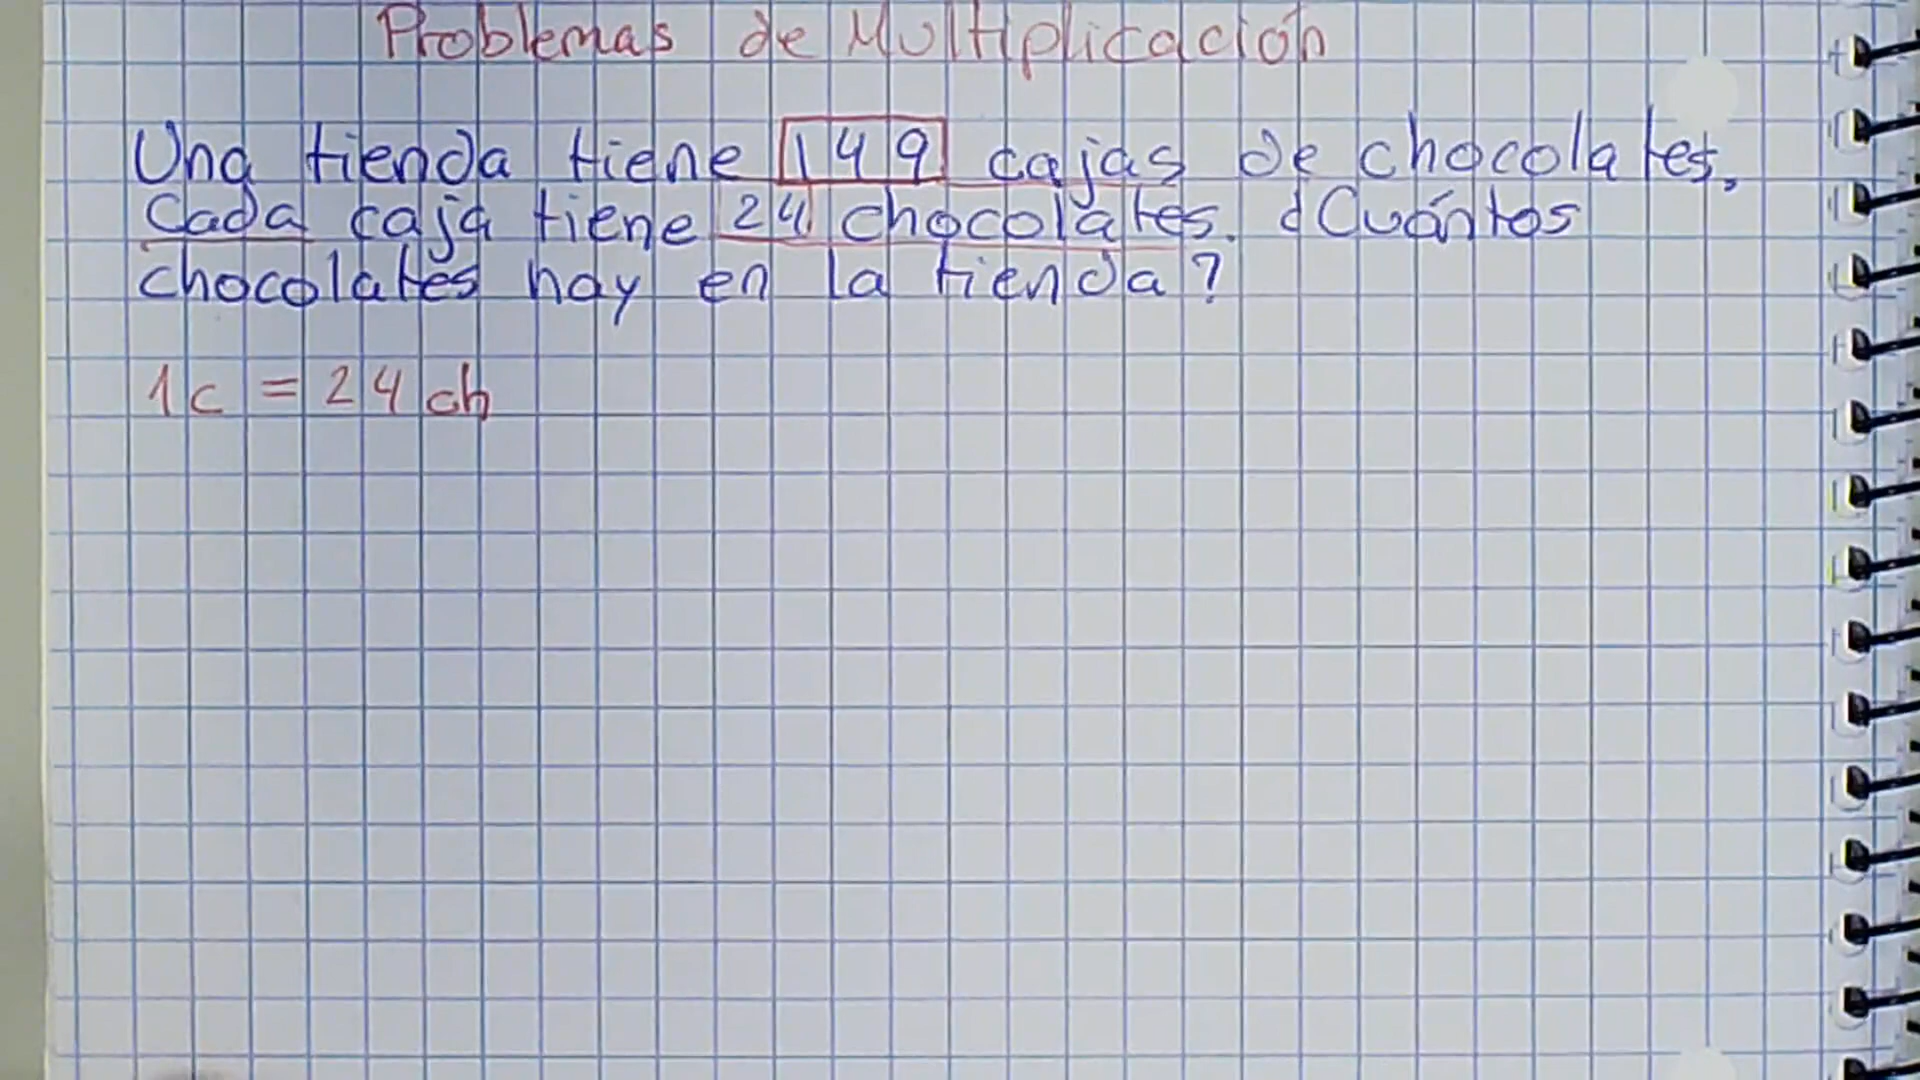 Problemas de Multiplicación
Una tienda tiene 149 cajas de chocolates.
Cada caja tiene 24 chocolates. ¿Cuántos
chocolates hay en la tienda?
1c = 24 ch